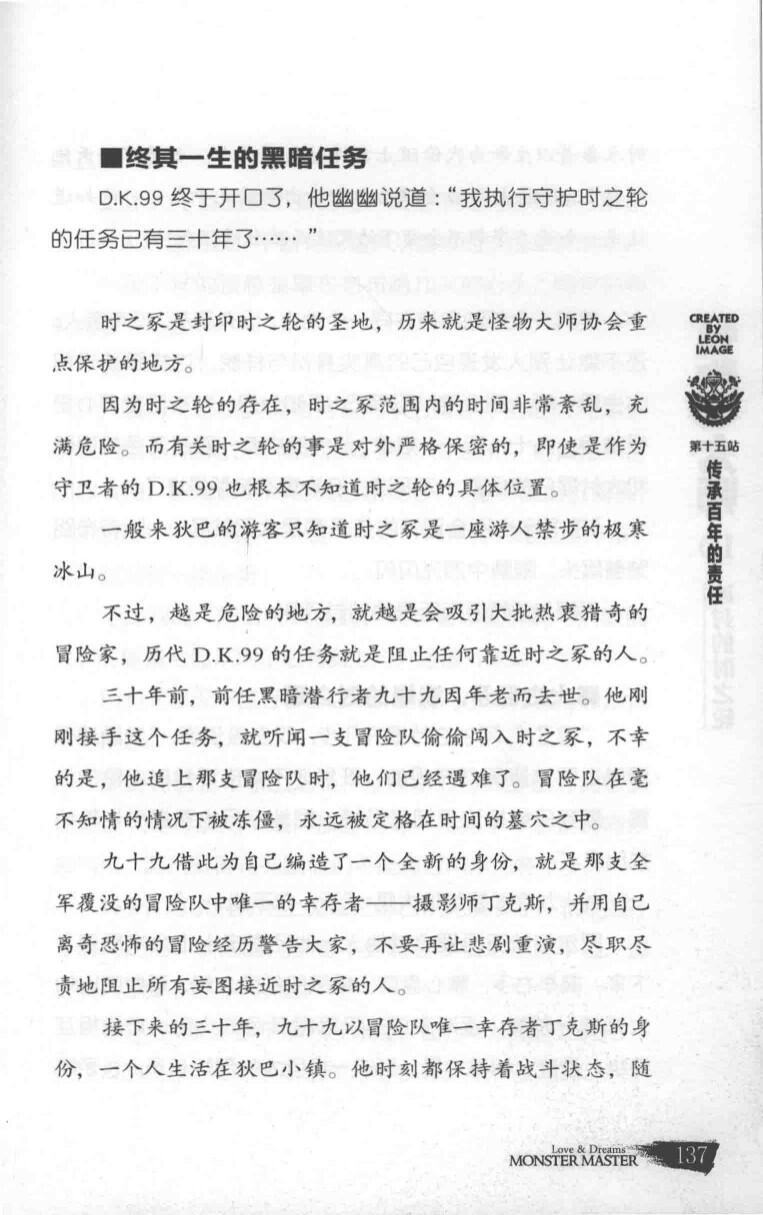 ■终其一生的黑暗任务
D.K.99 终于开口了，他幽幽说道：“我执行守护时之轮
的任务已有三十年了……”
时之冢是封印时之轮的圣地，历来就是怪物大师协会重
点保护的地方。
因为时之轮的存在，时之冢范围内的时间非常紊乱，充
满危险。而有关时之轮的事是对外严格保密的，即使是作为
守卫者的 D.K.99 也根本不知道时之轮的具体位置。
一般来狄巴的游客只知道时之冢是一座游人禁步的极寒
冰山。
不过，越是危险的地方，就越是会吸引大批热衷猎奇的
冒险家，历代 D.K.99 的任务就是阻止任何靠近时之冢的人。
三十年前，前任黑暗潜行者九十九因年老而去世。他刚
刚接手这个任务，就听闻一支冒险队偷偷闯入时之冢，不幸
的是，他追上那支冒险队时，他们已经遇难了。冒险队在毫
不知情的情况下被冻僵，永远被定格在时间的墓穴之中。
九十九借此为自己编造了一个全新的身份，就是那支全
军覆没的冒险队中唯一的幸存者——摄影师丁克斯，并用自己
离奇恐怖的冒险经历警告大家，不要再让悲剧重演，尽职尽
责地阻止所有妄图接近时之冢的人。
接下来的三十年，九十九以冒险队唯一幸存者丁克斯的身
份，一个人生活在狄巴小镇。他时刻都保持着战斗状态，随
CREATED
BY
LEON
IMAGE
第十五站
传承百年的责任
Love & Dreams
MONSTER MASTER
137